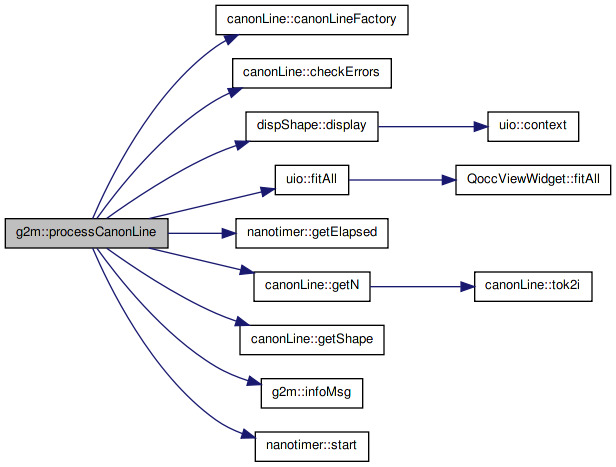 canonLine::canonLineFactory
canonLine::checkErrors
dispShape::display
uio::context
uio::fitAll
QoccViewWidget::fitAll
g2m::processCanonLine
nanotimer::getElapsed
canonLine::getN
canonLine::tok2i
canonLine::getShape
g2m::infoMsg
nanotimer::start